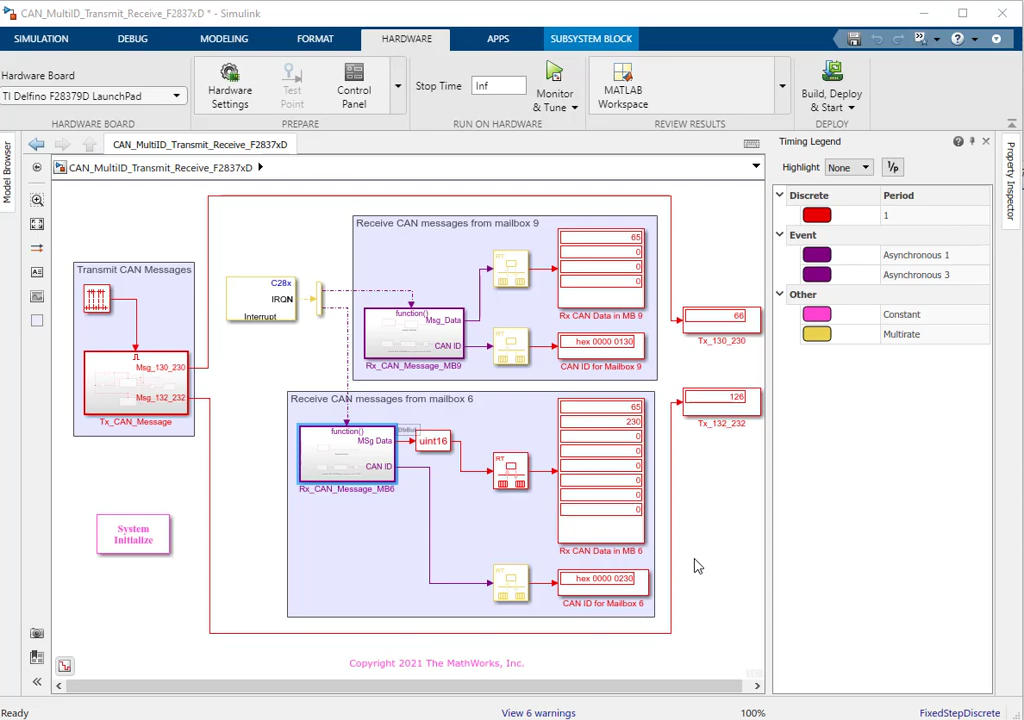 CAN_MultiID_Transmit_Receive_F2837xD * - Simulink
SIMULATION
DEBUG
MODELING
FORMAT
HARDWARE
APPS
SUBSYSTEM BLOCK
Hardware Board
TI Delfino F28379D LaunchPad
HARDWARE BOARD
Hardware
Settings
Test
Point
Control
Panel
PREPARE
Stop Time
Inf
Monitor
& Tune
RUN ON HARDWARE
MATLAB
Workspace
REVIEW RESULTS
Build, Deploy
& Start
DEPLOY
Model Browser
CAN_MultiID_Transmit_Receive_F2837xD
CAN_MultiID_Transmit_Receive_F2837xD
Transmit CAN Messages
Msg_130_230
Msg_132_232
Tx_CAN_Message
System
Initialize
C28x
IRQN
Interrupt
Receive CAN messages from mailbox 9
function()
Msg_Data
CAN ID
Rx_CAN_Message_MB9
RT
65
0
0
0
Rx CAN Data in MB 9
RT
hex 0000 0130
CAN ID for Mailbox 9
66
Tx_130_230
126
Tx_132_232
Receive CAN messages from mailbox 6
function()
MSg Data
CAN ID
Rx_CAN_Message_MB6
uint16
RT
65
230
0
0
0
0
0
0
Rx CAN Data in MB 6
RT
hex 0000 0230
CAN ID for Mailbox 6
Copyright 2021 The MathWorks, Inc.
Timing Legend
Highlight
None
1/P
Discrete
Period
1
Event
Asynchronous 1
Asynchronous 3
Other
Constant
Multirate
Property Inspector
Ready
View 6 warnings
100%
FixedStepDiscrete